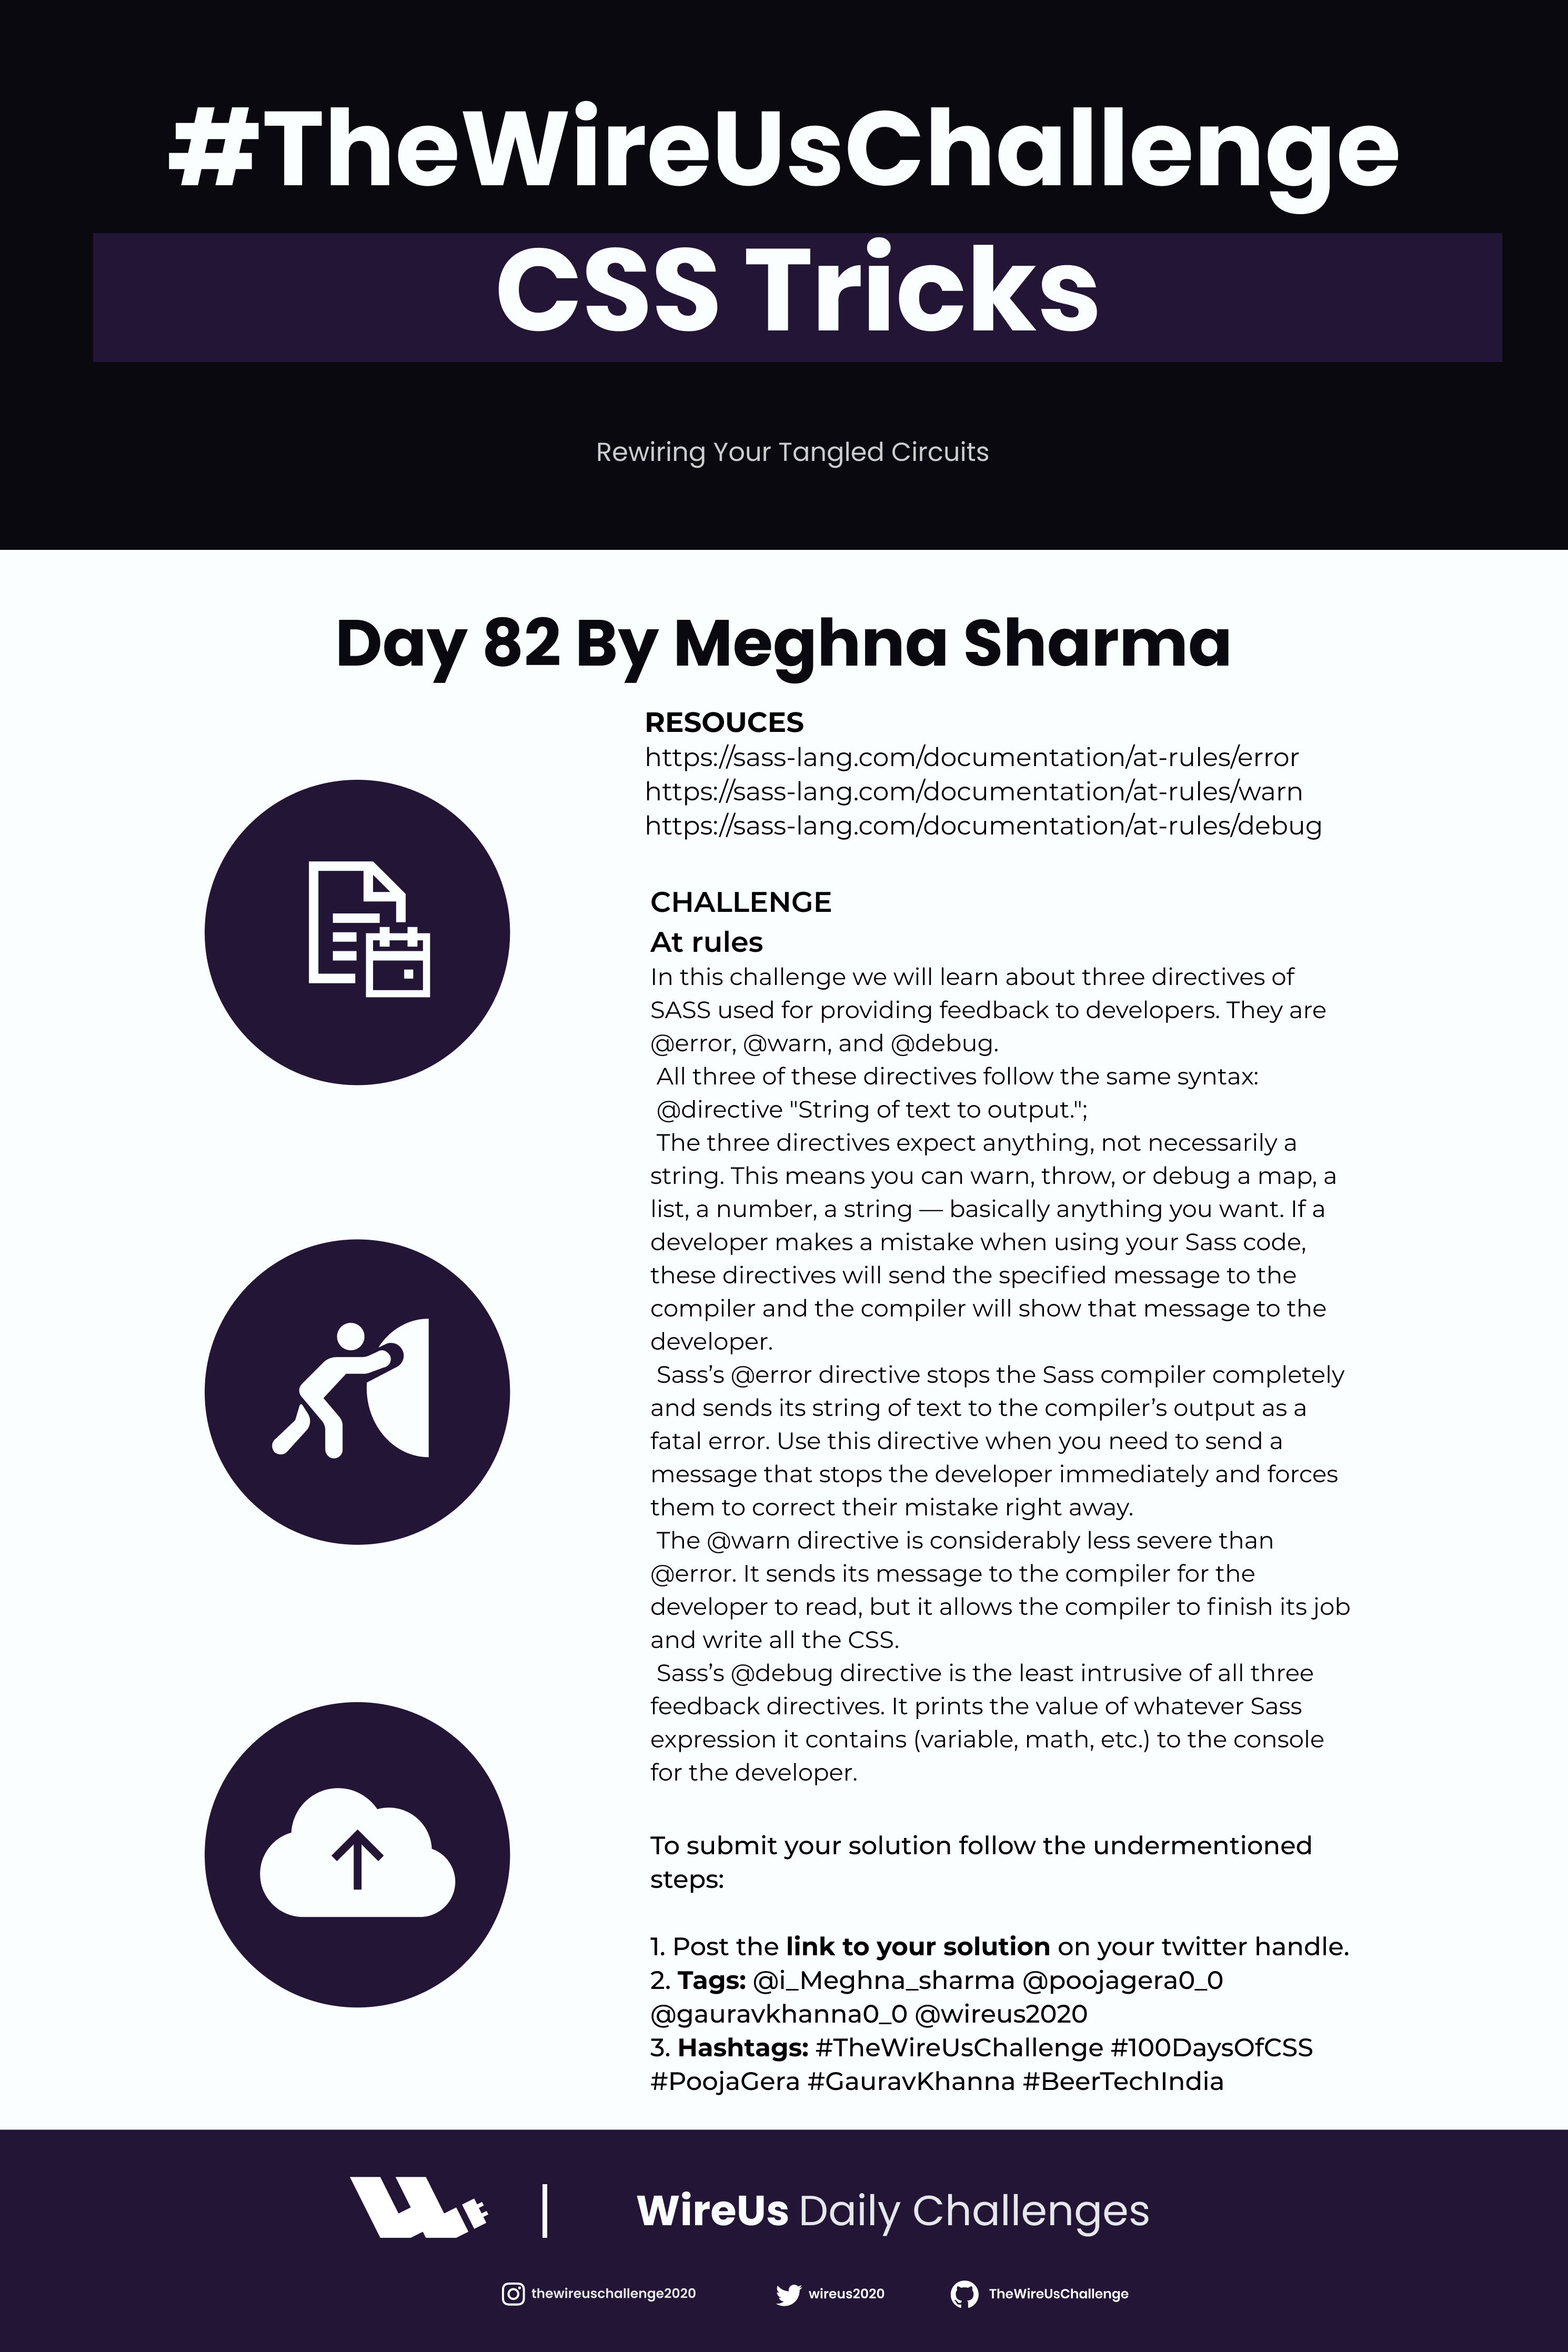 #TheWireUsChallenge
CSS Tricks
Rewiring Your Tangled Circuits
Day 82 By Meghna Sharma
RESOUCES
https://sass-lang.com/documentation/at-rules/error
https://sass-lang.com/documentation/at-rules/warn
https://sass-lang.com/documentation/at-rules/debug
CHALLENGE
At rules
In this challenge we will learn about three directives of
SASS used for providing feedback to developers. They are
@error, @warn, and @debug.
All three of these directives follow the same syntax:
@directive "String of text to output.";
The three directives expect anything, not necessarily a
string. This means you can warn, throw, or debug a map, a
list, a number, a string — basically anything you want. If a
developer makes a mistake when using your Sass code,
these directives will send the specified message to the
compiler and the compiler will show that message to the
developer.
Sass’s @error directive stops the Sass compiler completely
and sends its string of text to the compiler’s output as a
fatal error. Use this directive when you need to send a
message that stops the developer immediately and forces
them to correct their mistake right away.
The @warn directive is considerably less severe than
@error. It sends its message to the compiler for the
developer to read, but it allows the compiler to finish its job
and write all the CSS.
Sass’s @debug directive is the least intrusive of all three
feedback directives. It prints the value of whatever Sass
expression it contains (variable, math, etc.) to the console
for the developer.
To submit your solution follow the undermentioned
steps:
1. Post the link to your solution on your twitter handle.
2. Tags: @i_Meghna_sharma @poojagera0_0
@gauravkhanna0_0 @wireus2020
3. Hashtags: #TheWireUsChallenge #100DaysOfCSS
#PoojaGera #GauravKhanna #BeerTechIndia
WireUs Daily Challenges
thewireuschallenge2020 wireus2020 TheWireUsChallenge